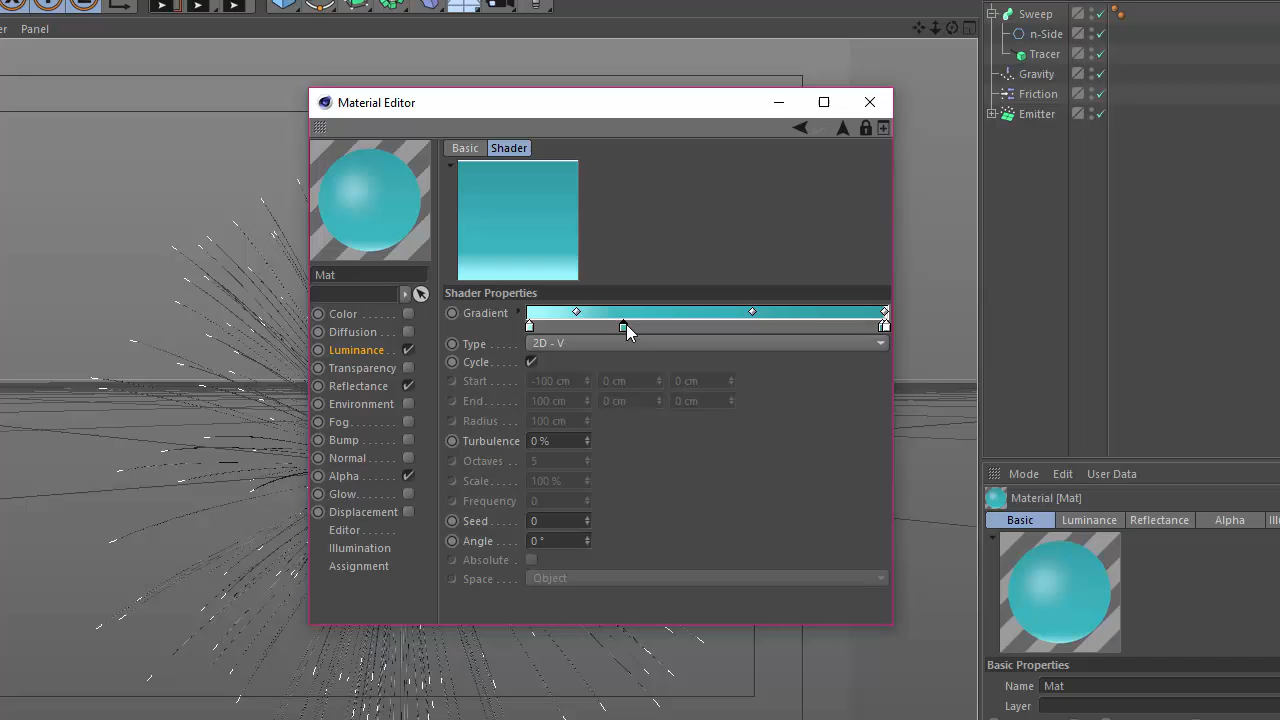 Panel
Sweep
n-Side
Tracer
Gravity
Friction
Emitter
Material Editor
Basic
Shader
Mat
Color
Diffusion
Luminance
Transparency
Reflectance
Environment
Fog
Bump
Normal
Alpha
Glow
Displacement
Editor
Illumination
Assignment
Shader Properties
Gradient
Type 2D - V
Cycle
Start -100 cm 0 cm 0 cm
End 100 cm 0 cm 0 cm
Radius 100 cm
Turbulence 0 %
Octaves 5
Scale 100 %
Frequency 0
Seed 0
Angle 0 °
Absolute
Space Object
Mode Edit User Data
Material [Mat]
Basic Luminance Reflectance Alpha
Basic Properties
Name Mat
Layer